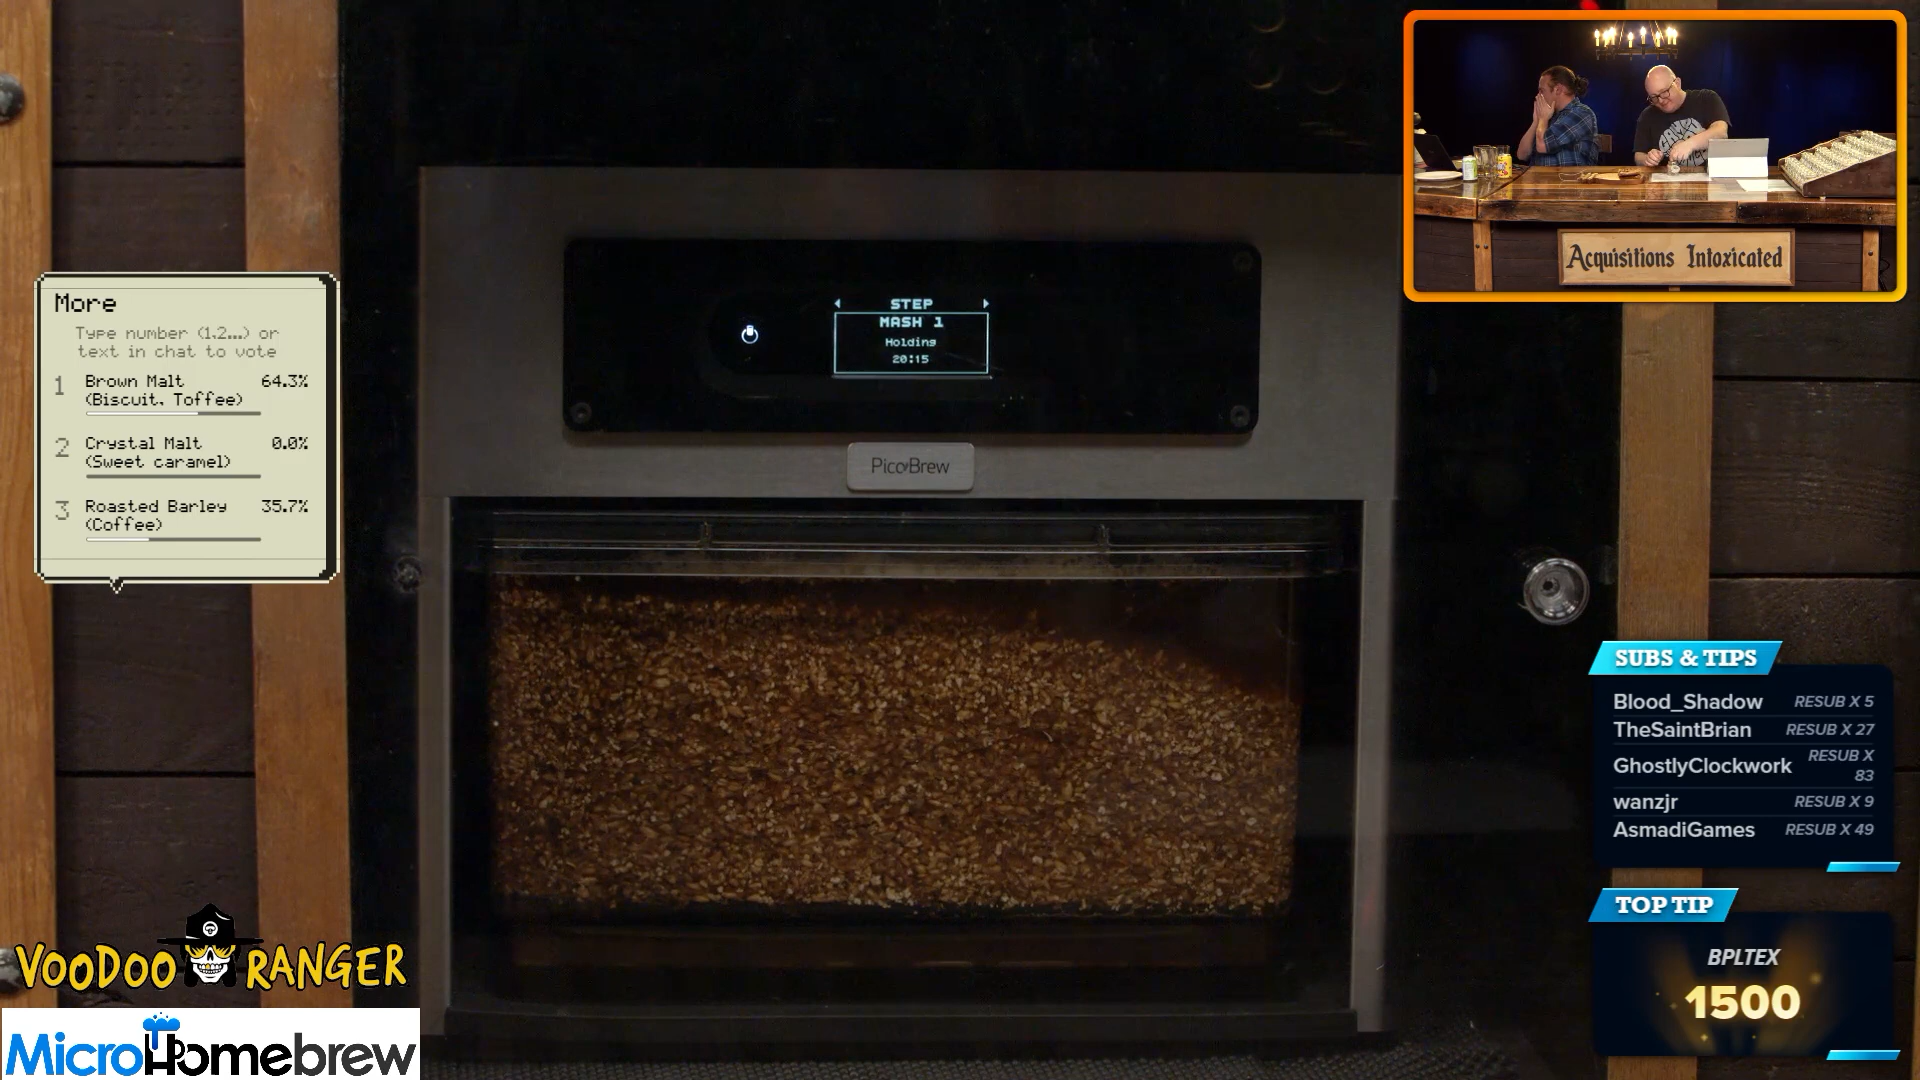 More
Type number (1,2...) or
text in chat to vote
1 Brown Malt 64.3%
(Biscuit, Toffee)
2 Crystal Malt 0.0%
(Sweet caramel)
3 Roasted Barley 35.7%
(Coffee)
STEP
MASH 1
Holding
20:15
PicoBrew
Acquisitions Intoxicated
SUBS & TIPS
Blood_Shadow RESUB X 5
TheSaintBrian RESUB X 27
GhostlyClockwork RESUB X
83
wanzjr RESUB X 9
AsmadiGames RESUB X 49
TOP TIP
BPLTEX
1500
VOODOO RANGER
MicroHomebrew